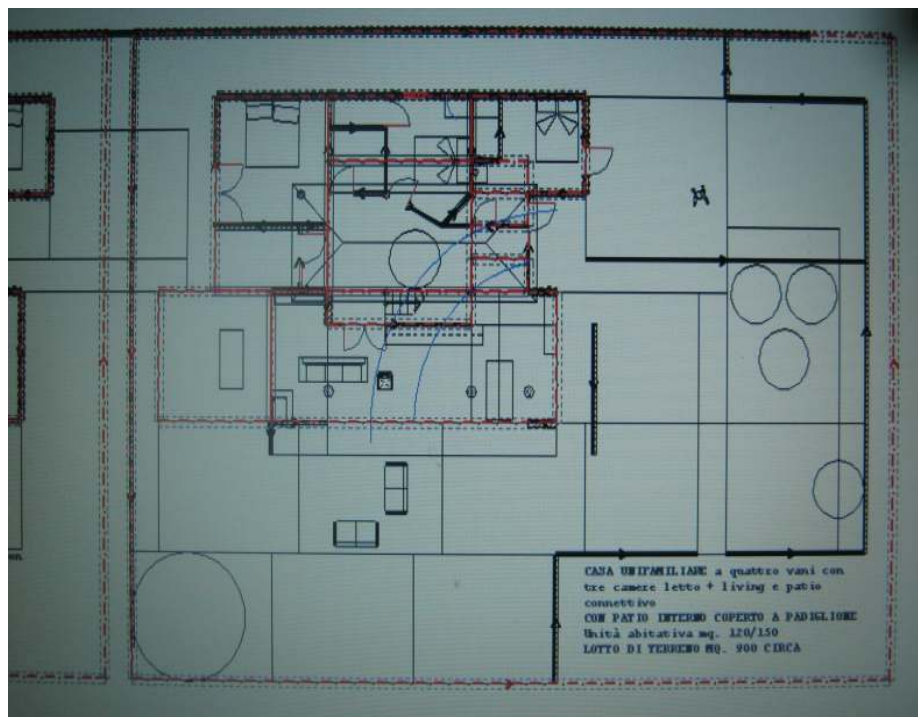 CASA UNIFAMILIARE a quattro vani con
tre camere letto + living e patio
connettivo
CON PATIO INTERNO COPERTO A PADIGLIONE
Unità abitativa mq. 120/150
LOTTO DI TERRENO MQ. 900 CIRCA